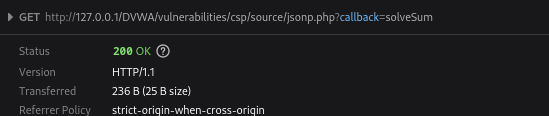 GET http://127.0.0.1/DVWA/vulnerabilities/csp/source/jsonp.php?callback=solveSum
Status 200 OK ?
Version HTTP/1.1
Transferred 236 B (25 B size)
Referrer Policy strict-origin-when-cross-origin